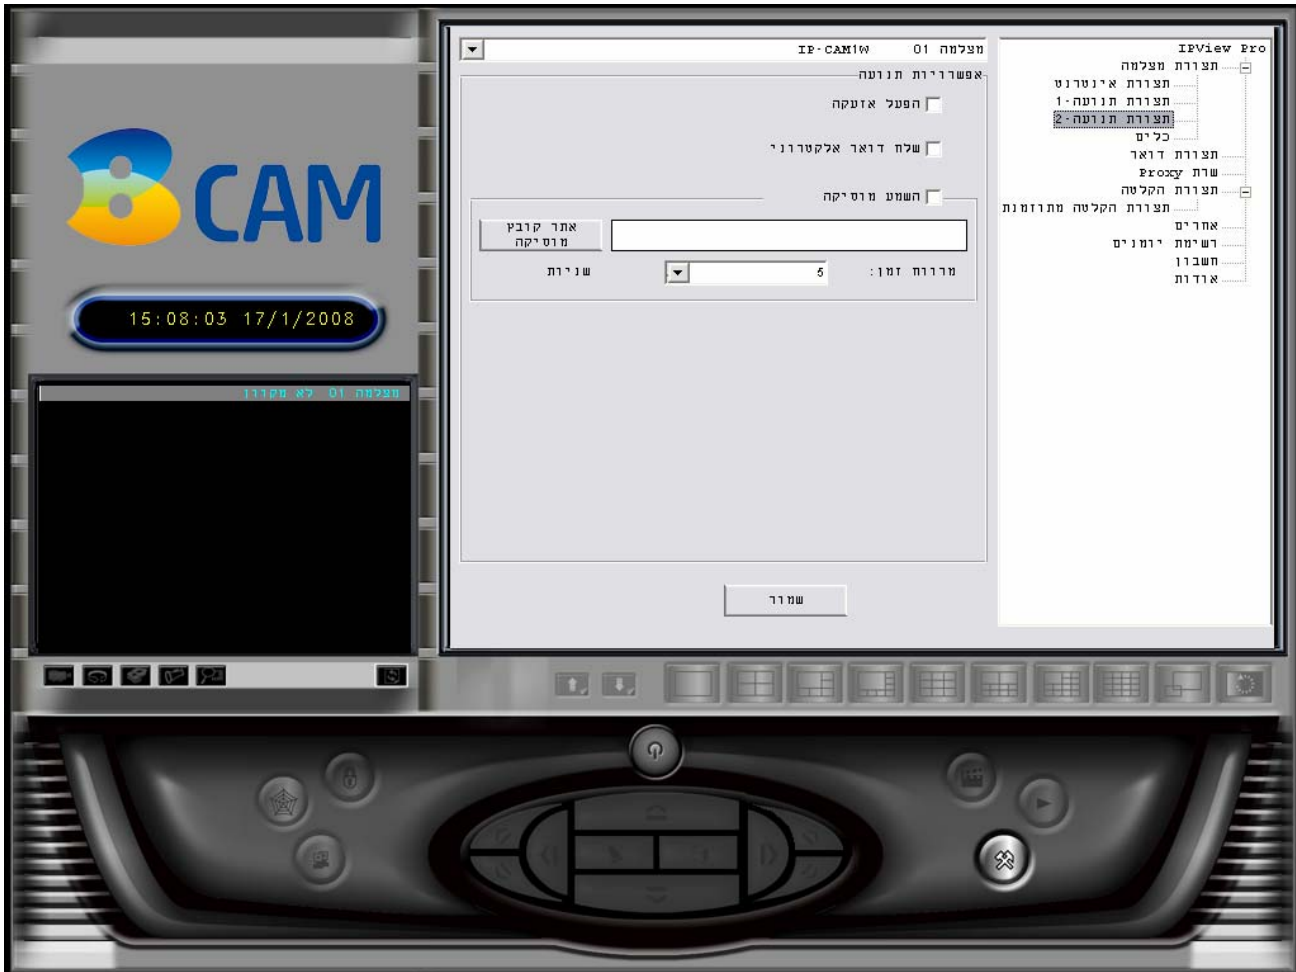 מצלמה 01 IP-CAM1W
אפשרויות תנועה
הפעל אזעקה
שלח דואר אלקטרוני
השמע מוסיקה
אתר קובץ
מוסיקה
מרווח זמן: 5 שניות
שמור
IPView Pro
תצורת מצלמה
תצורת אינטרנט
תצורת תנועה-1
תצורת תנועה-2
כלים
תצורת דואר
שרת Proxy
תצורת הקלטה
תצורת הקלטה מתוזמנת
אחרים
רשימת יומנים
חשבון
אודות
BCAM
15:08:03 17/1/2008
מצלמה 01 לא מקוון